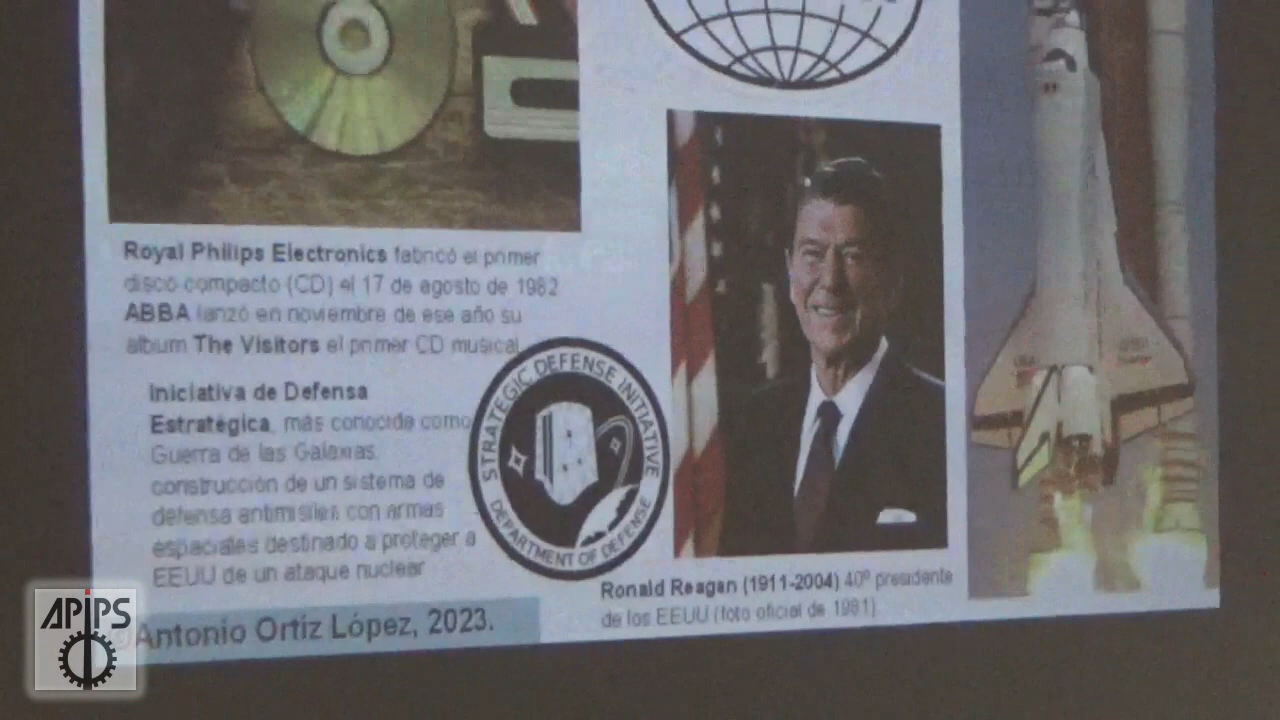 Royal Philips Electronics fabricó el primer
disco compacto (CD) el 17 de agosto de 1982
ABBA lanzó en noviembre de ese año su
album The Visitors el primer CD musical
Iniciativa de Defensa
Estratégica, más conocida como
Guerra de las Galaxias,
construcción de un sistema de
defensa antimisiles con armas
espaciales destinado a proteger a
EEUU de un ataque nuclear
STRATEGIC DEFENSE INITIATIVE
DEPARTMENT OF DEFENSE
Ronald Reagan (1911-2004) 40º presidente
de los EEUU (foto oficial de 1981).
©Antonio Ortíz López, 2023.
APIPS
USA